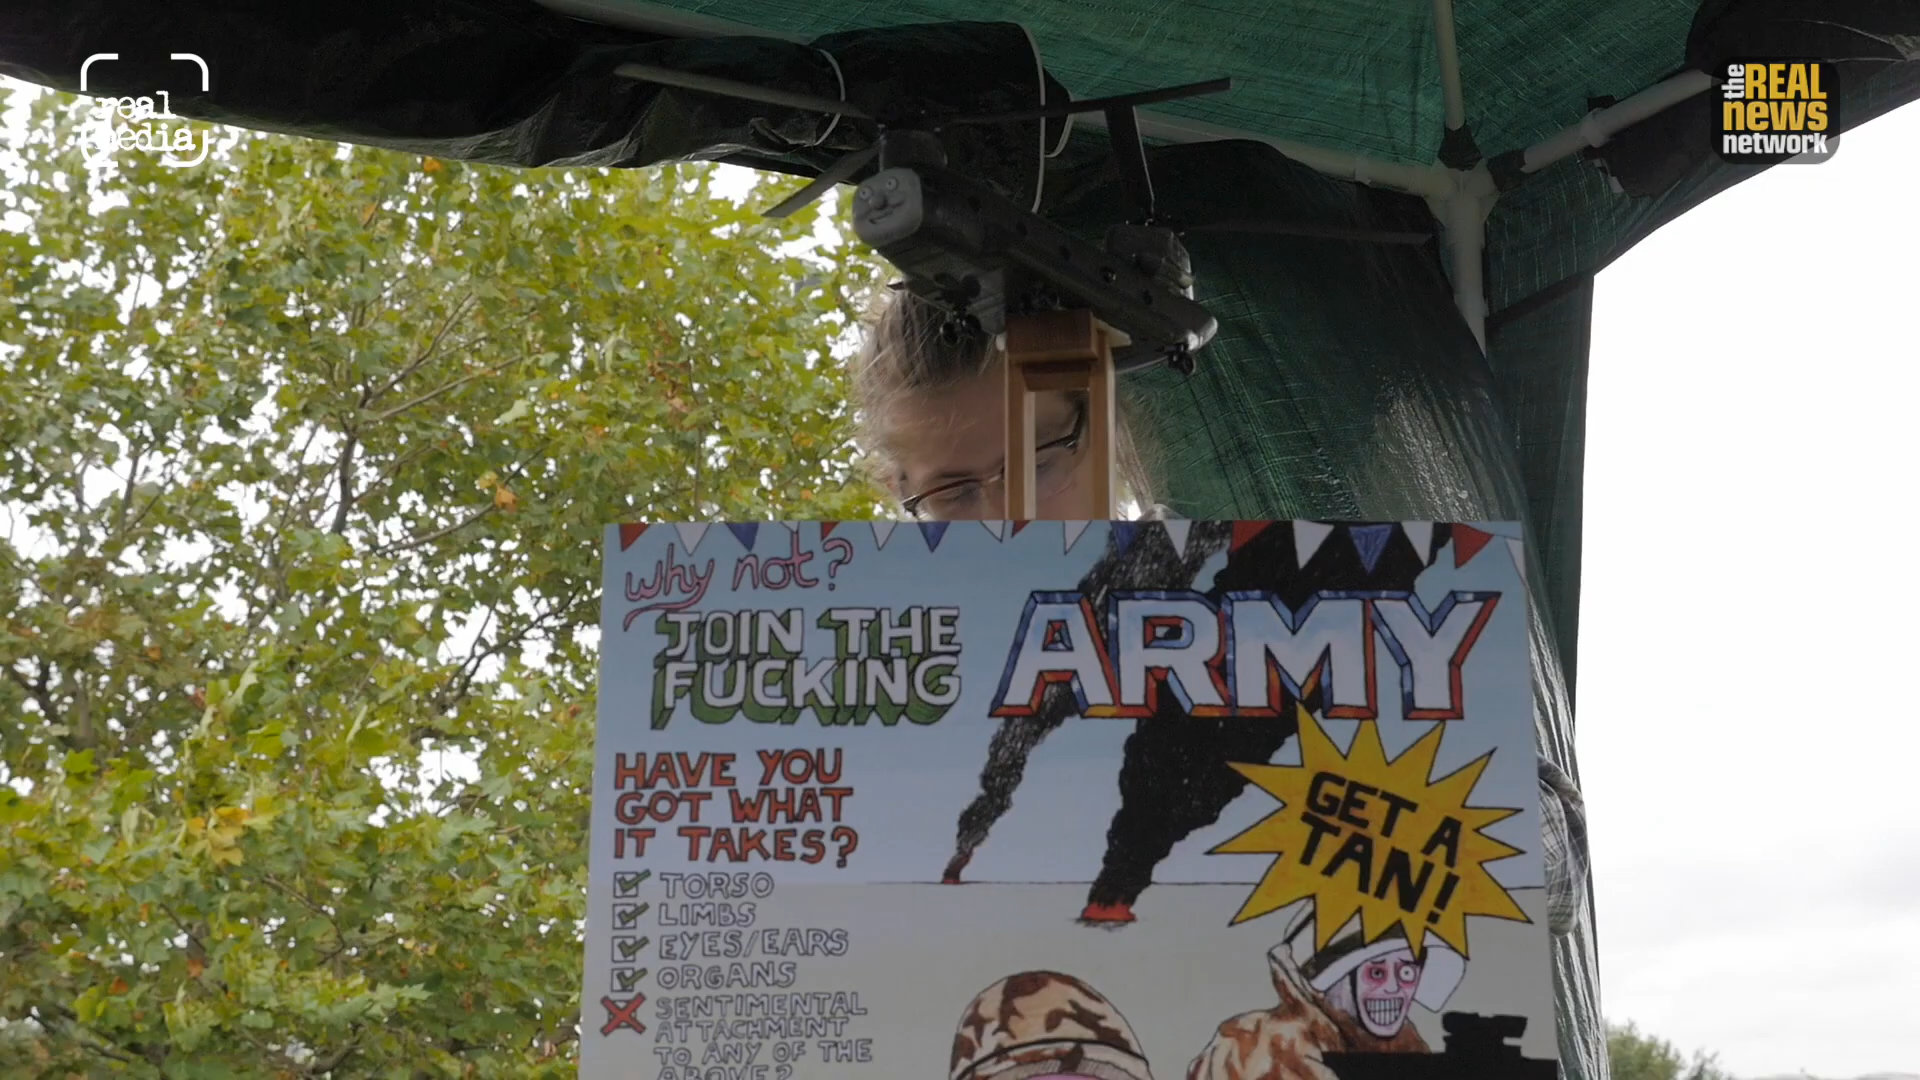 real
media
the REAL
news
network
why not?
JOIN THE
FUCKING
ARMY
HAVE YOU
GOT WHAT
IT TAKES?
GET A
TAN!
TORSO
LIMBS
EYES/EARS
ORGANS
SENTIMENTAL
ATTACHMENT
TO ANY OF THE
ABOVE?